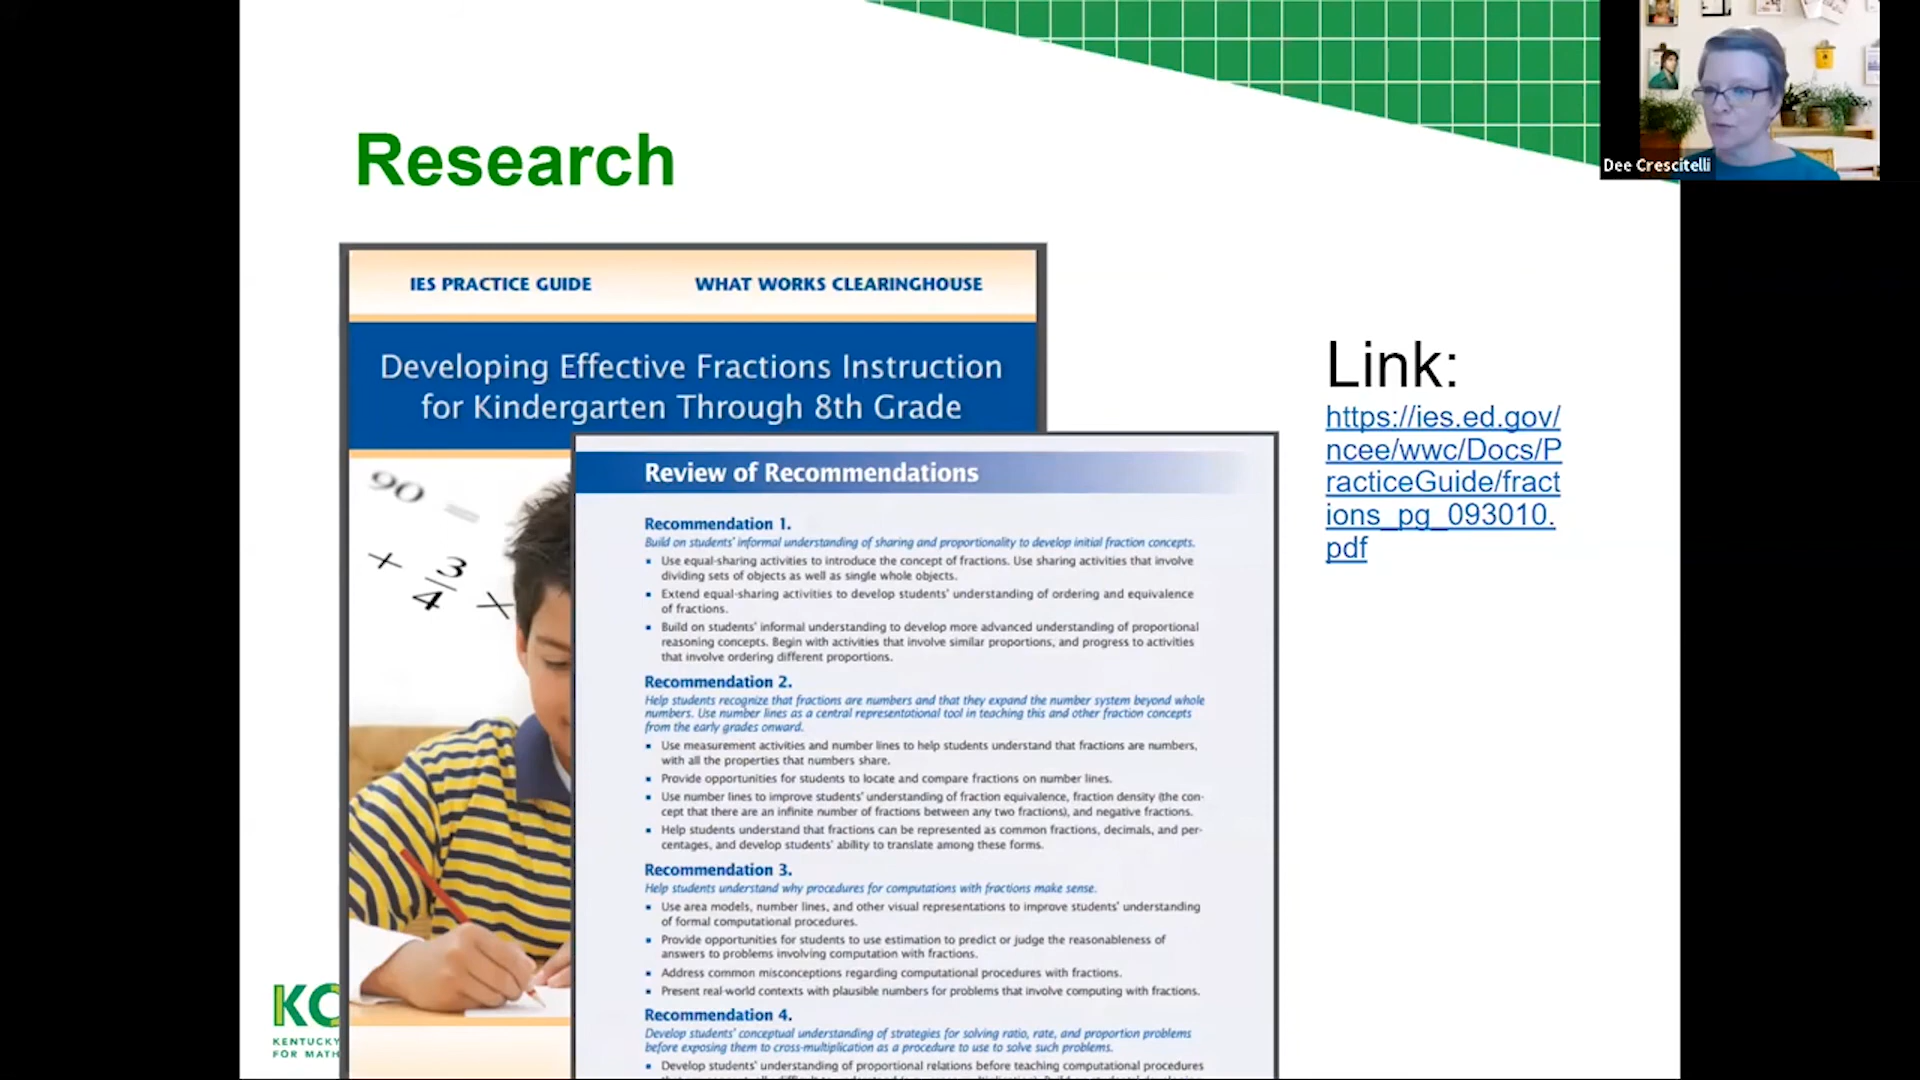 Research
Dee Crescitelli
IES PRACTICE GUIDE WHAT WORKS CLEARINGHOUSE
Developing Effective Fractions Instruction
for Kindergarten Through 8th Grade
90 –
+ 3/4 ×
Review of Recommendations
Recommendation 1.
Build on students' informal understanding of sharing and proportionality to develop initial fraction concepts.
▪ Use equal-sharing activities to introduce the concept of fractions. Use sharing activities that involve
dividing sets of objects as well as single whole objects.
▪ Extend equal-sharing activities to develop students' understanding of ordering and equivalence
of fractions.
▪ Build on students' informal understanding to develop more advanced understanding of proportional
reasoning concepts. Begin with activities that involve similar proportions, and progress to activities
that involve ordering different proportions.
Recommendation 2.
Help students recognize that fractions are numbers and that they expand the number system beyond whole
numbers. Use number lines as a central representational tool in teaching this and other fraction concepts
from the early grades onward.
▪ Use measurement activities and number lines to help students understand that fractions are numbers,
with all the properties that numbers share.
▪ Provide opportunities for students to locate and compare fractions on number lines.
▪ Use number lines to improve students' understanding of fraction equivalence, fraction density (the con-
cept that there are an infinite number of fractions between any two fractions), and negative fractions.
▪ Help students understand that fractions can be represented as common fractions, decimals, and per-
centages, and develop students' ability to translate among these forms.
Recommendation 3.
Help students understand why procedures for computations with fractions make sense.
▪ Use area models, number lines, and other visual representations to improve students' understanding
of formal computational procedures.
▪ Provide opportunities for students to use estimation to predict or judge the reasonableness of
answers to problems involving computation with fractions.
▪ Address common misconceptions regarding computational procedures with fractions.
▪ Present real-world contexts with plausible numbers for problems that involve computing with fractions.
Recommendation 4.
Develop students' conceptual understanding of strategies for solving ratio, rate, and proportion problems
before exposing them to cross-multiplication as a procedure to use to solve such problems.
▪ Develop students' understanding of proportional relations before teaching computational procedures
Link:
https://ies.ed.gov/
ncee/wwc/Docs/P
racticeGuide/fract
ions_pg_093010.
pdf
KC
KENTUCKY
FOR MATH